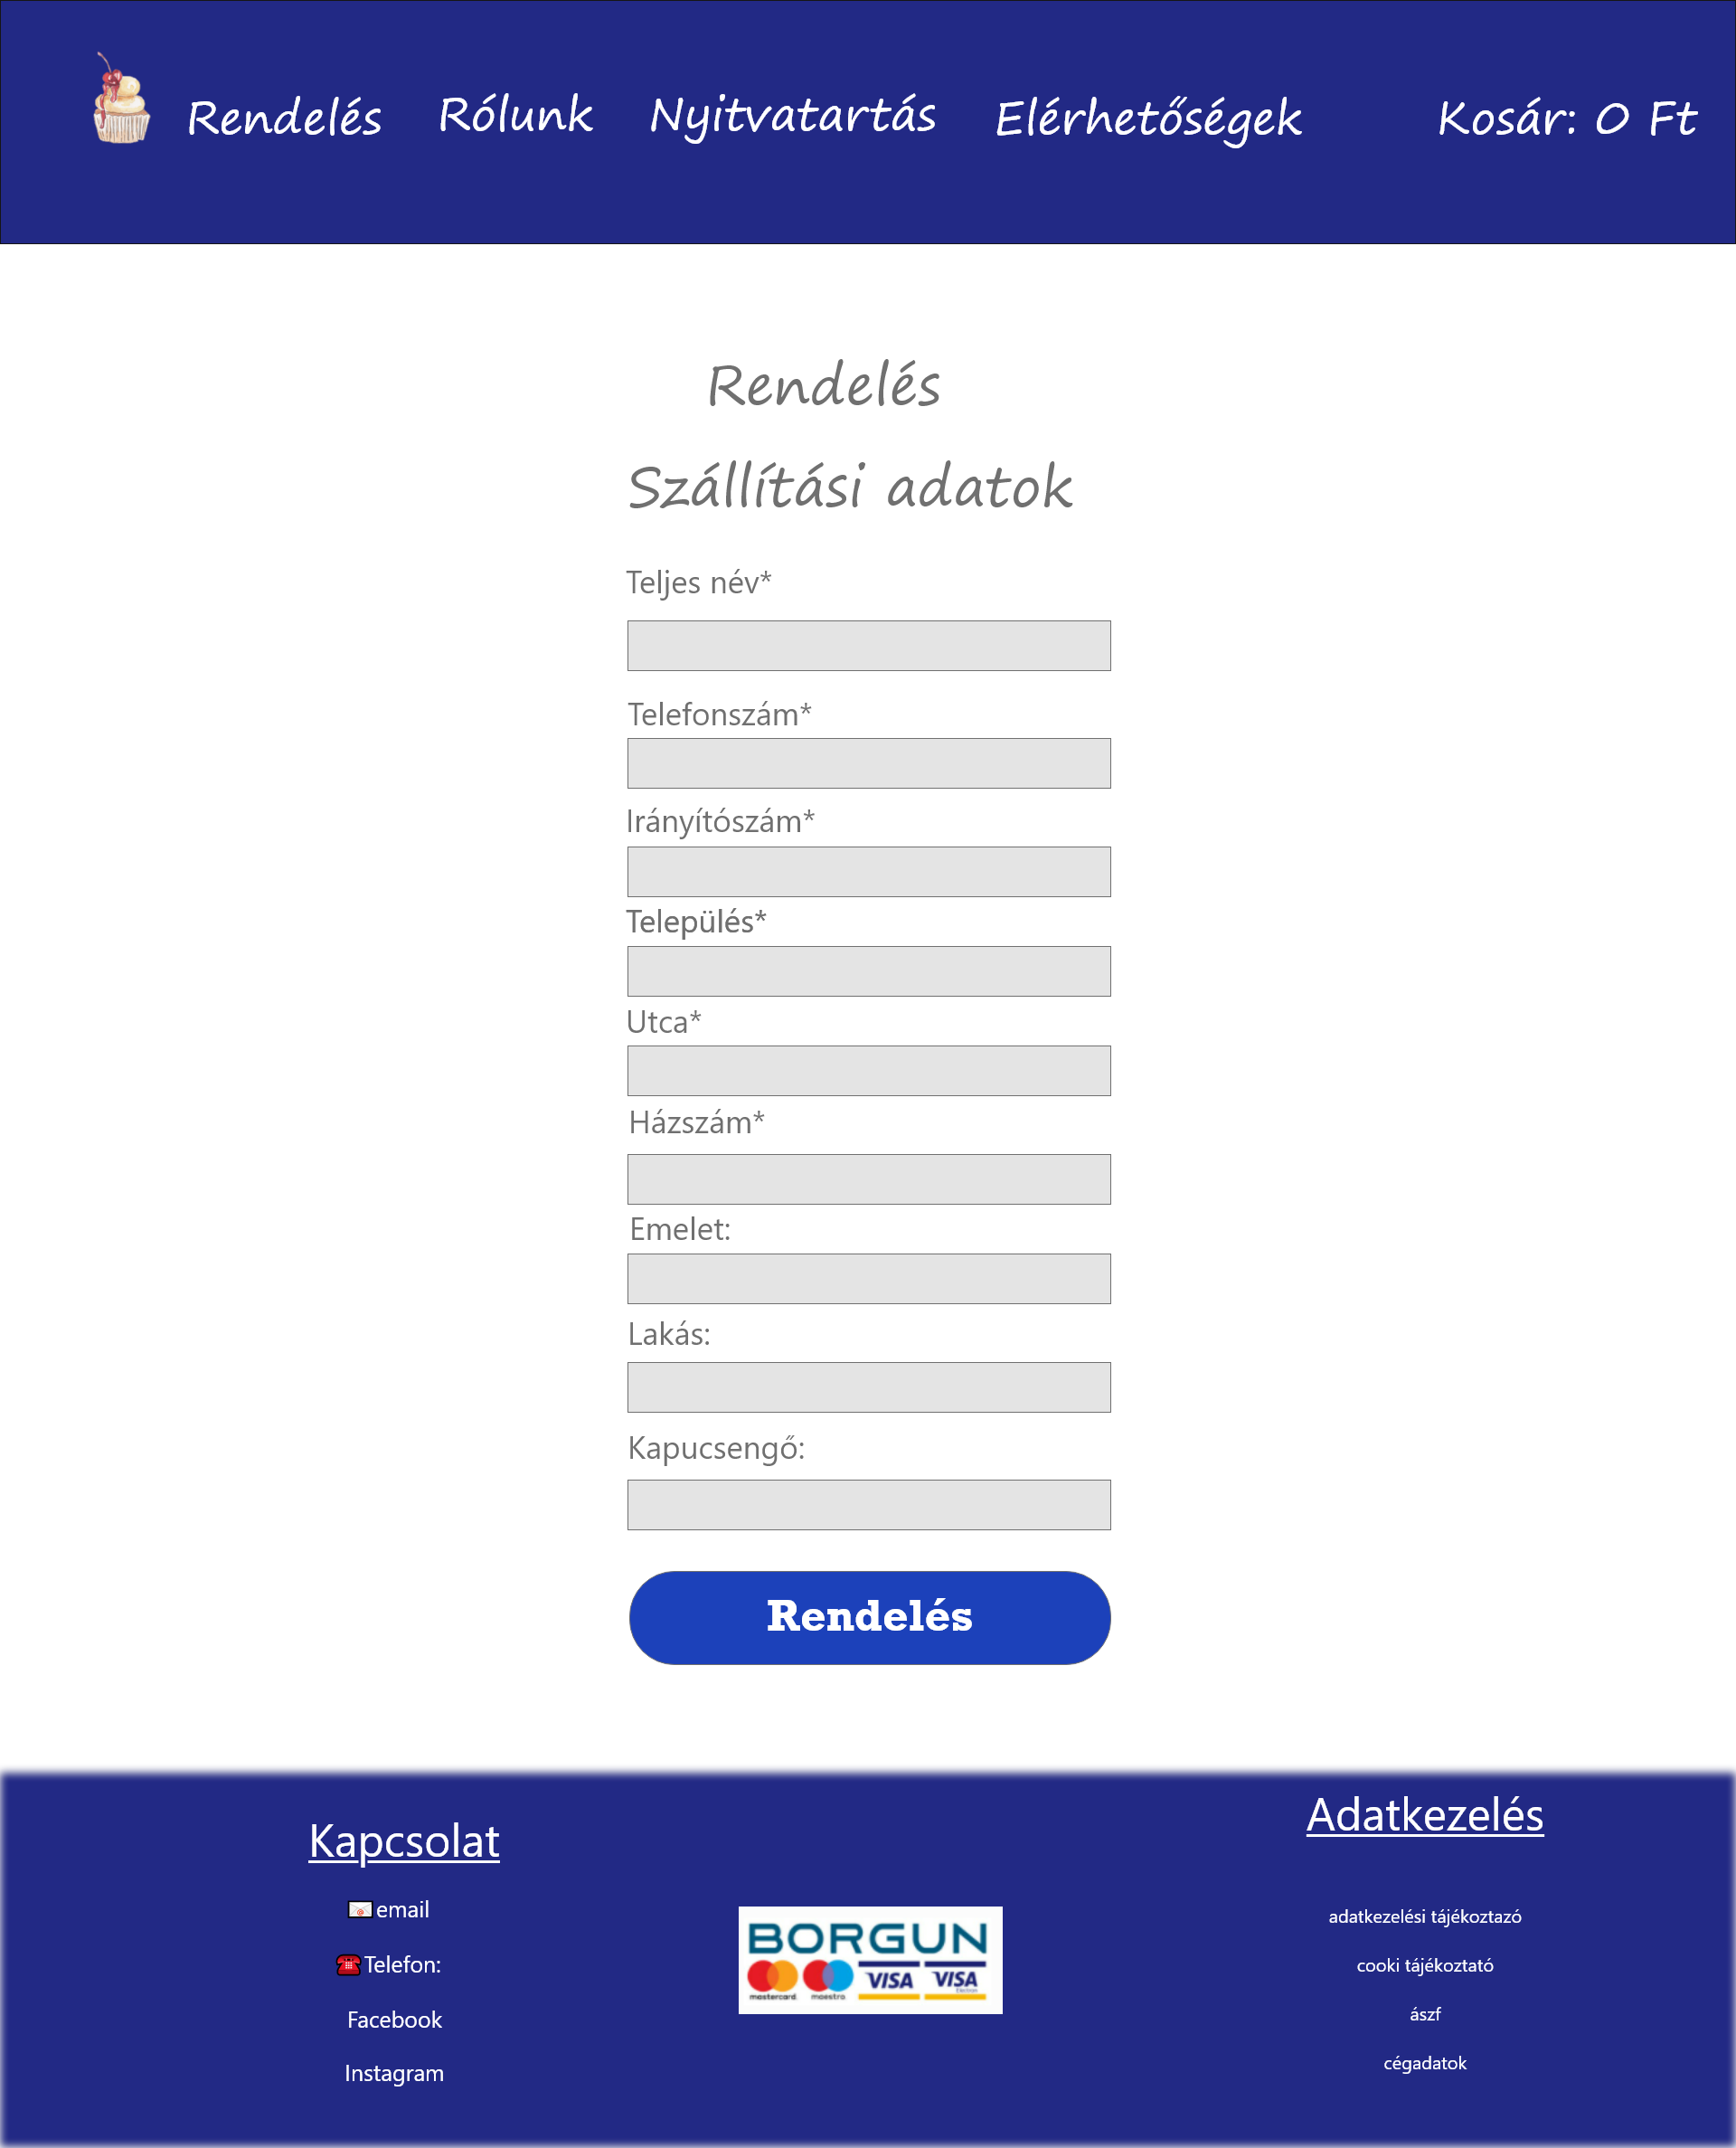 Rendelés Rólunk Nyitvatartás Elérhetőségek Kosár: 0 Ft
Rendelés
Szállítási adatok
Teljes név*
Telefonszám*
Irányítószám*
Település*
Utca*
Házszám*
Emelet:
Lakás:
Kapucsengő:
Rendelés
Kapcsolat
email
Telefon:
Facebook
Instagram
BORGUN
mastercard maestro VISA VISA
Electron
Adatkezelés
adatkezelési tájékoztazó
cooki tájékoztató
ászf
cégadatok